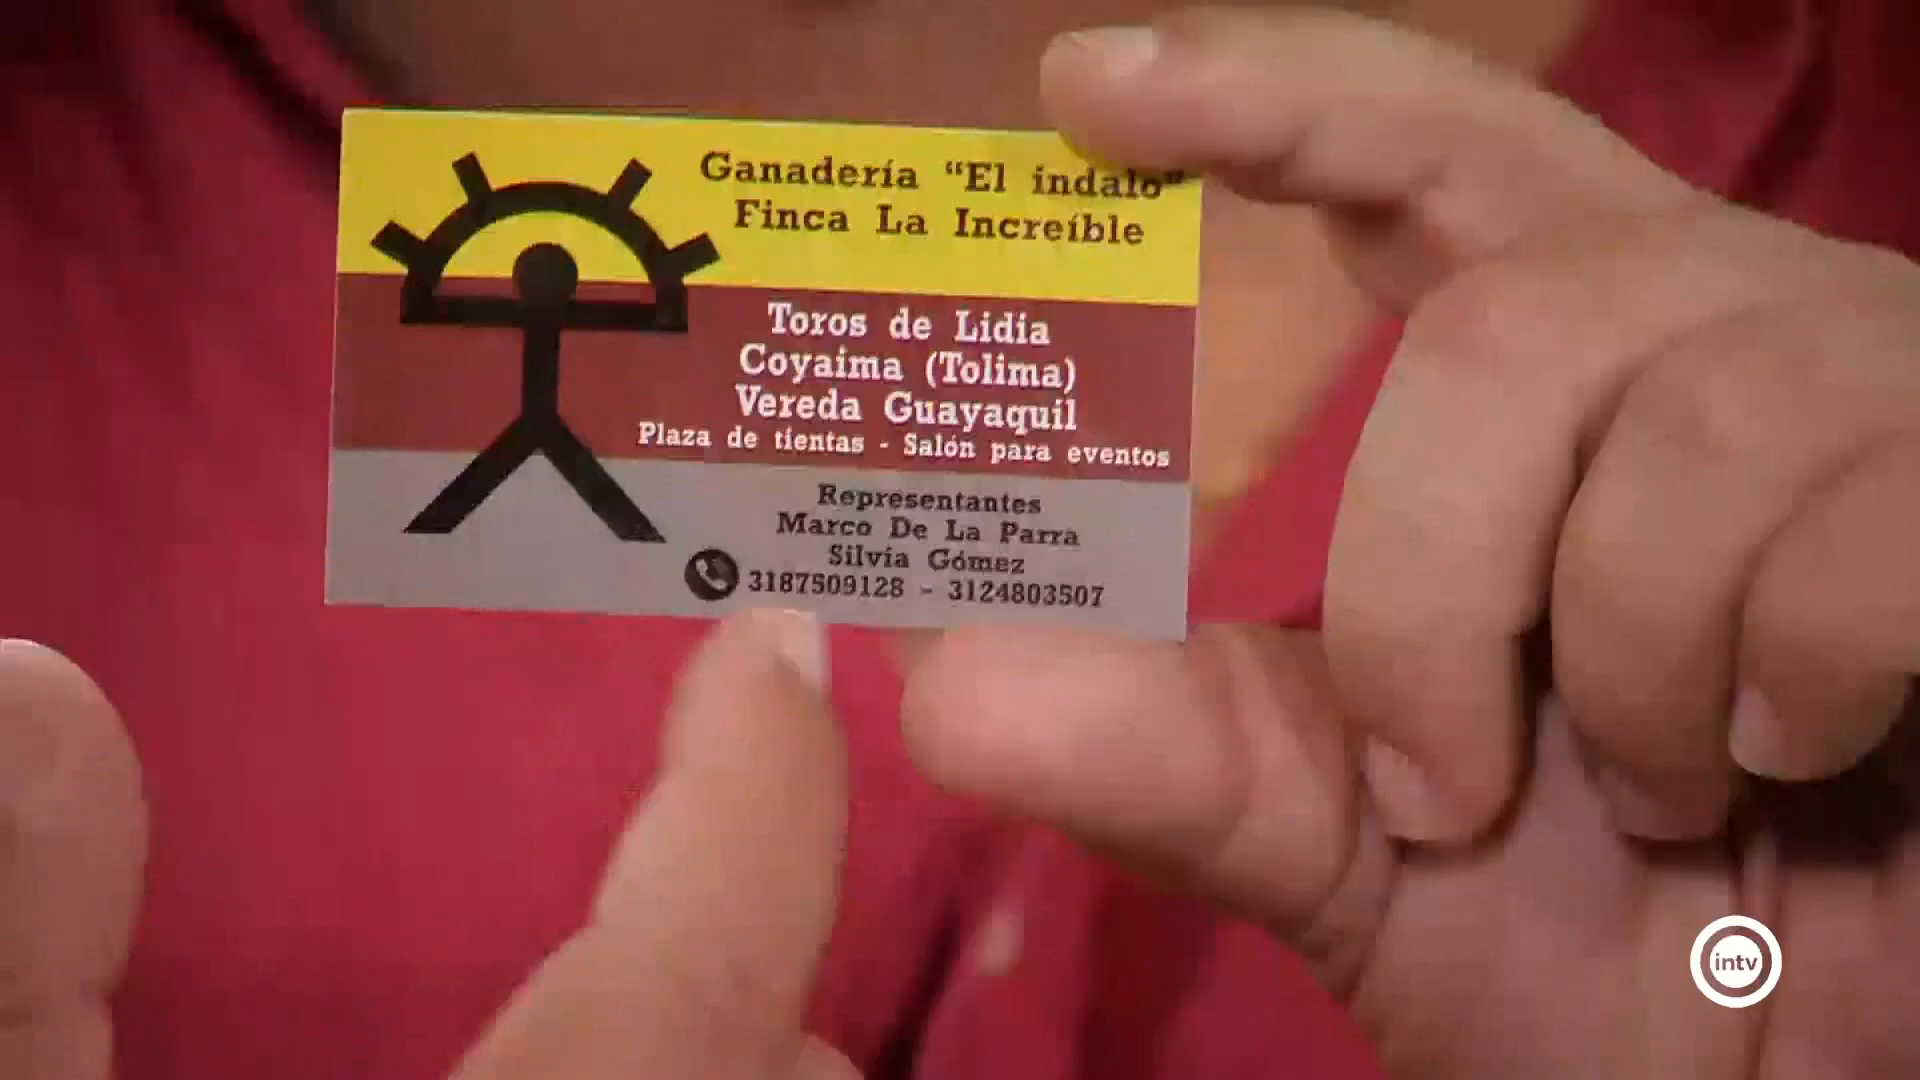 Ganadería “El índalo”
Finca La Increíble
Toros de Lidia
Coyaima (Tolima)
Vereda Guayaquil
Plaza de tientas - Salón para eventos
Representantes
Marco De La Parra
Silvia Gómez
3187509128 - 3124803507
intv